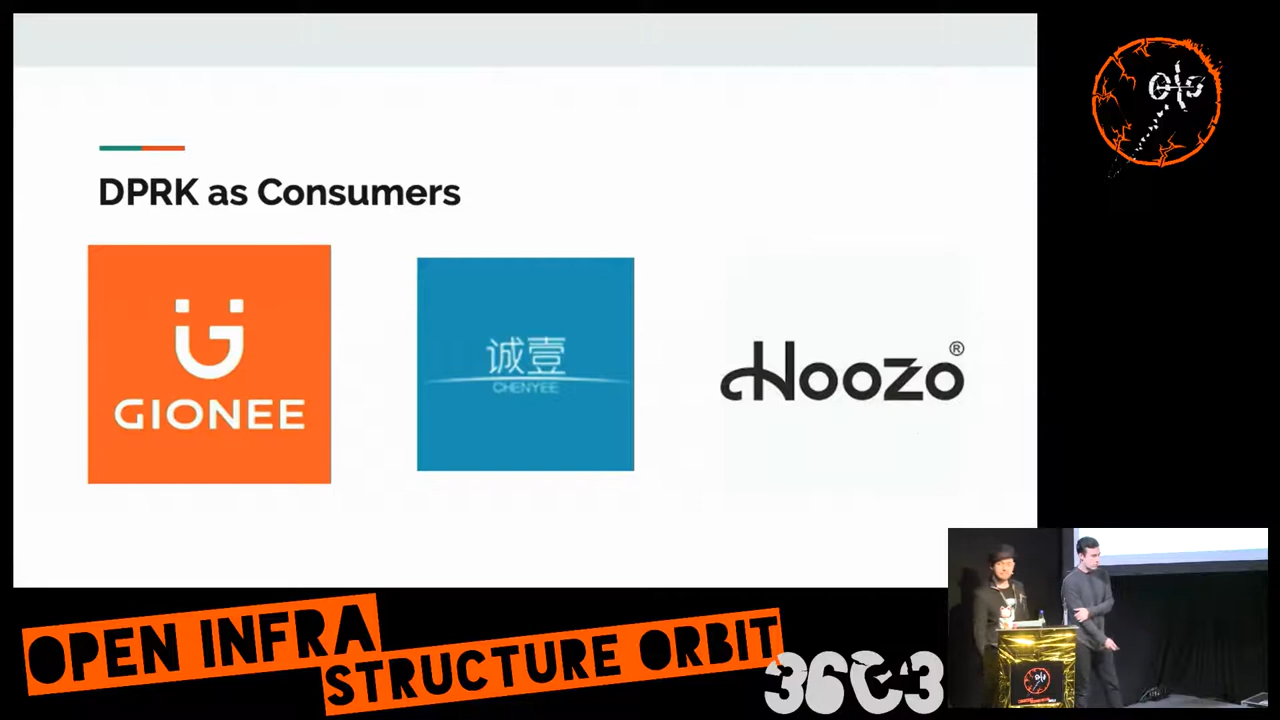 DPRK as Consumers
GIONEE
诚壹
CHENYEE
HOOZO®
OPEN INFRA
STRUCTURE ORBIT
36C3